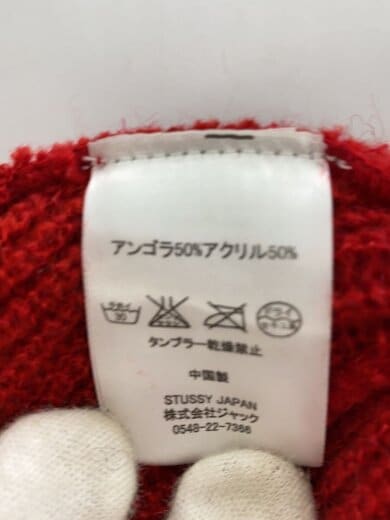 アンゴラ50%アクリル50%
30
タンブラー乾燥禁止
中国製
STUSSY JAPAN
株式会社ジャック
0548-22-7366